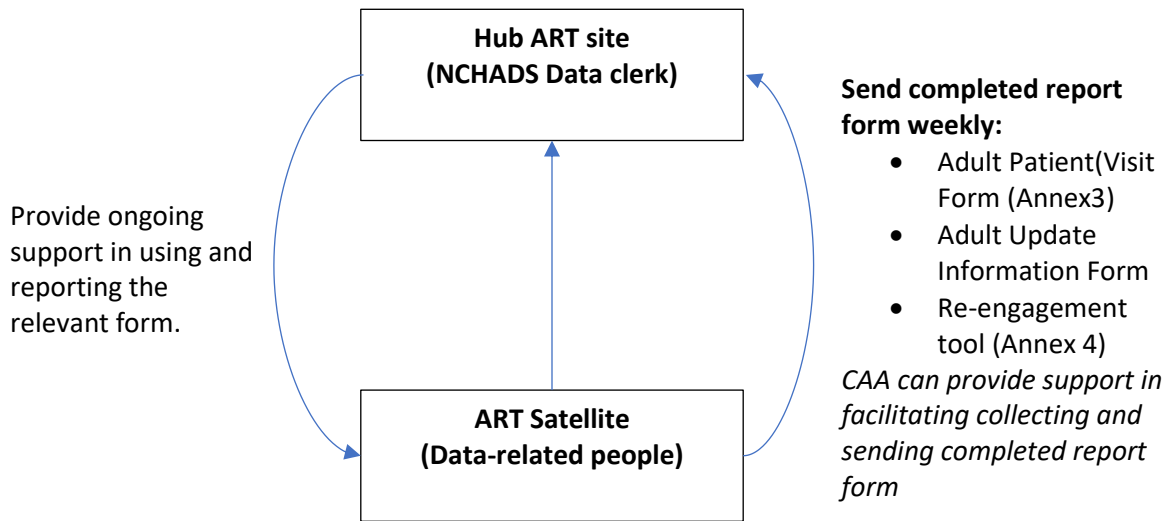 Hub ART site
(NCHADS Data clerk)
Send completed report
form weekly:
• Adult Patient(Visit
Form (Annex3)
• Adult Update
Information Form
• Re-engagement
tool (Annex 4)
CAA can provide support in
facilitating collecting and
sending completed report
form
Provide ongoing
support in using and
reporting the
relevant form.
ART Satellite
(Data-related people)